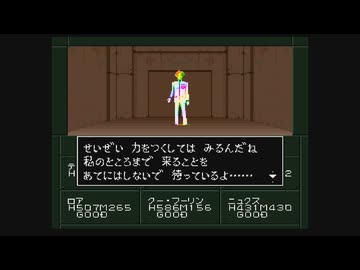 せいぜい 力をつくしては みるんだね
私のところまで 来ることを
あてにはしないで 待っているよ……
テ
H
2
ロア
クー・フーリン
ニュクス
H507M265
H586M156
H431M430
GOOD
GOOD
GOOD